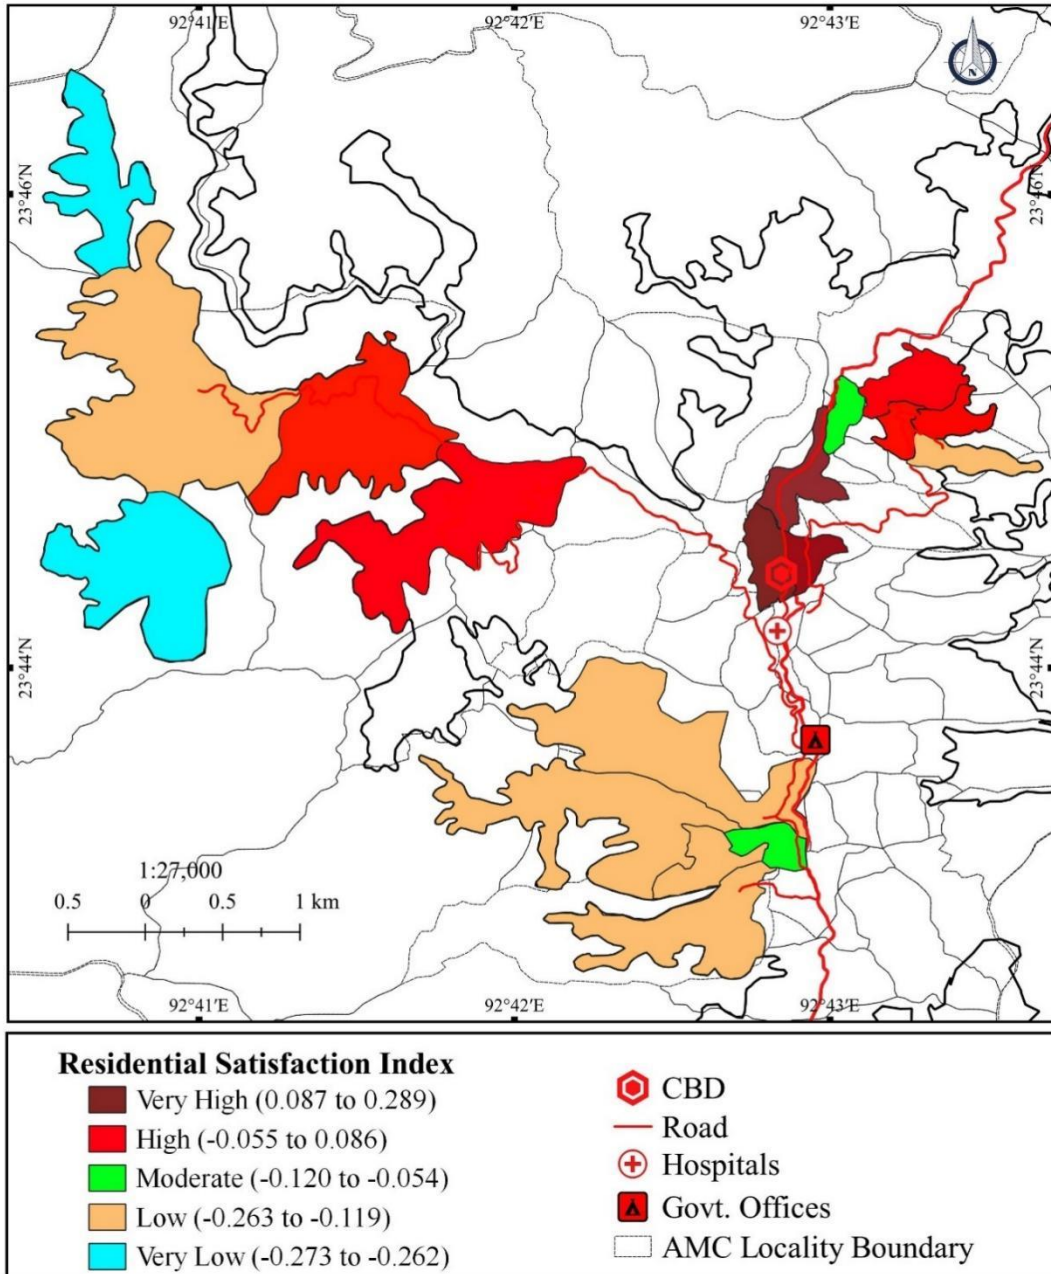 92°41'E 92°42'E 92°43'E
N
23°46'N 23°46'N
23°44'N 23°44'N
1:27,000
0.5 0 0.5 1 km
92°41'E 92°42'E 92°43'E
Residential Satisfaction Index
Very High (0.087 to 0.289)
High (-0.055 to 0.086)
Moderate (-0.120 to -0.054)
Low (-0.263 to -0.119)
Very Low (-0.273 to -0.262)
CBD
Road
Hospitals
Govt. Offices
AMC Locality Boundary